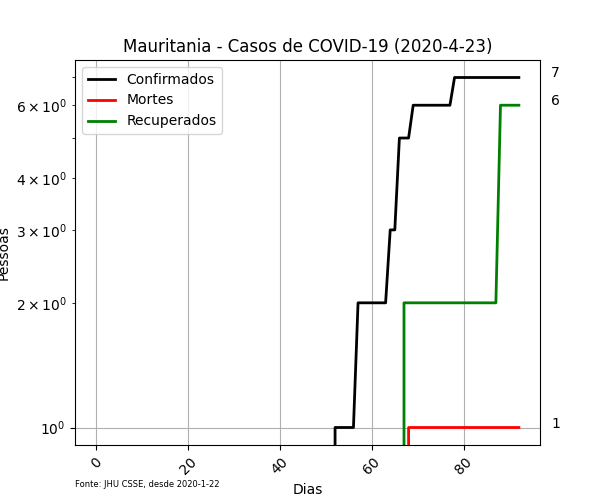 Mauritania - Casos de COVID-19 (2020-4-23)
Confirmados
Mortes
Recuperados
7
6
1
6 × 10⁰
4 × 10⁰
3 × 10⁰
2 × 10⁰
10⁰
Pessoas
0
20
40
60
80
Dias
Fonte: JHU CSSE, desde 2020-1-22